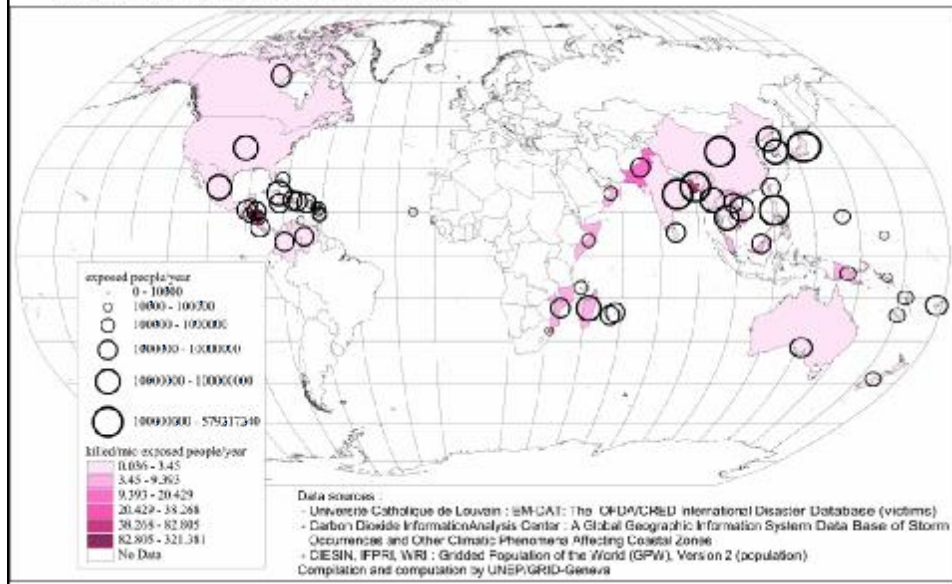 exposed people/year
0 - 10000
10000 - 100000
100000 - 1000000
1000000 - 10000000
10000000 - 100000000
100000000 - 579317340
killed/mio exposed people/year
0.036 - 3.45
3.45 - 9.393
9.393 - 20.429
20.429 - 38.268
38.268 - 82.805
82.805 - 321.381
No Data
Data sources :
- Université Catholique de Louvain : EM-DAT: The OFDA/CRED International Disaster Database (victims)
- Carbon Dioxide InformationAnalysis Center : A Global Geographic Information System Data Base of Storm
Occurrences and Other Climatic Phenomena Affecting Coastal Zones
- CIESIN, IFPRI, WRI : Gridded Population of the World (GPW), Version 2 (population)
Compilation and computation by UNEP/GRID-Geneva